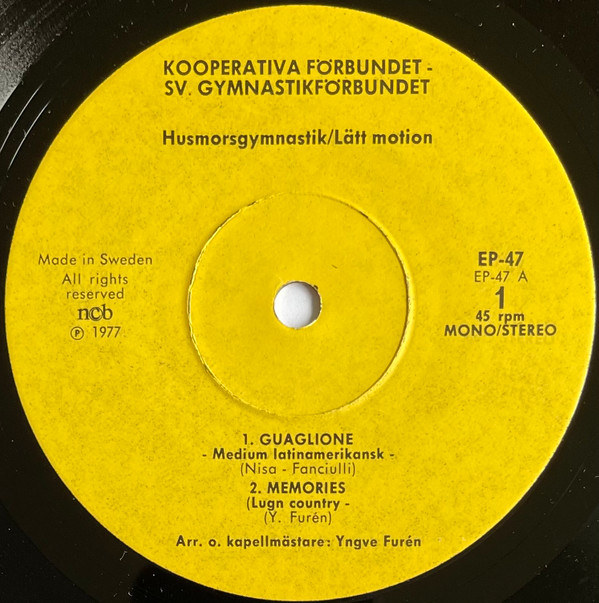 KOOPERATIVA FÖRBUNDET -
SV. GYMNASTIKFÖRBUNDET
Husmorsgymnastik/Lätt motion
Made in Sweden
All rights
reserved
ncb
Ⓟ 1977
EP-47
EP-47 A
1
45 rpm
MONO/STEREO
1. GUAGLIONE
- Medium latinamerikansk -
(Nisa - Fanciulli)
2. MEMORIES
(Lugn country -
(Y. Furén)
Arr. o. kapellmästare: Yngve Furén